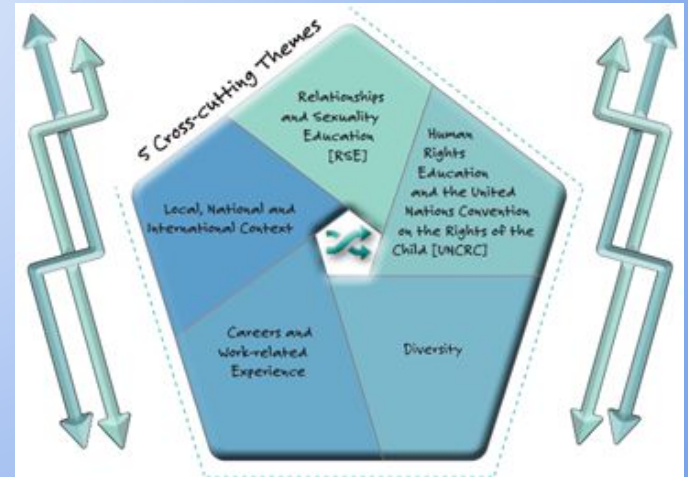 5 Cross-cutting Themes
Relationships
and Sexuality
Education
[RSE]
Human
Rights
Education
and the United
Nations Convention
on the Rights of the
Child [UNCRC]
Local, National and
International Context
Careers and
Work-related
Experience
Diversity